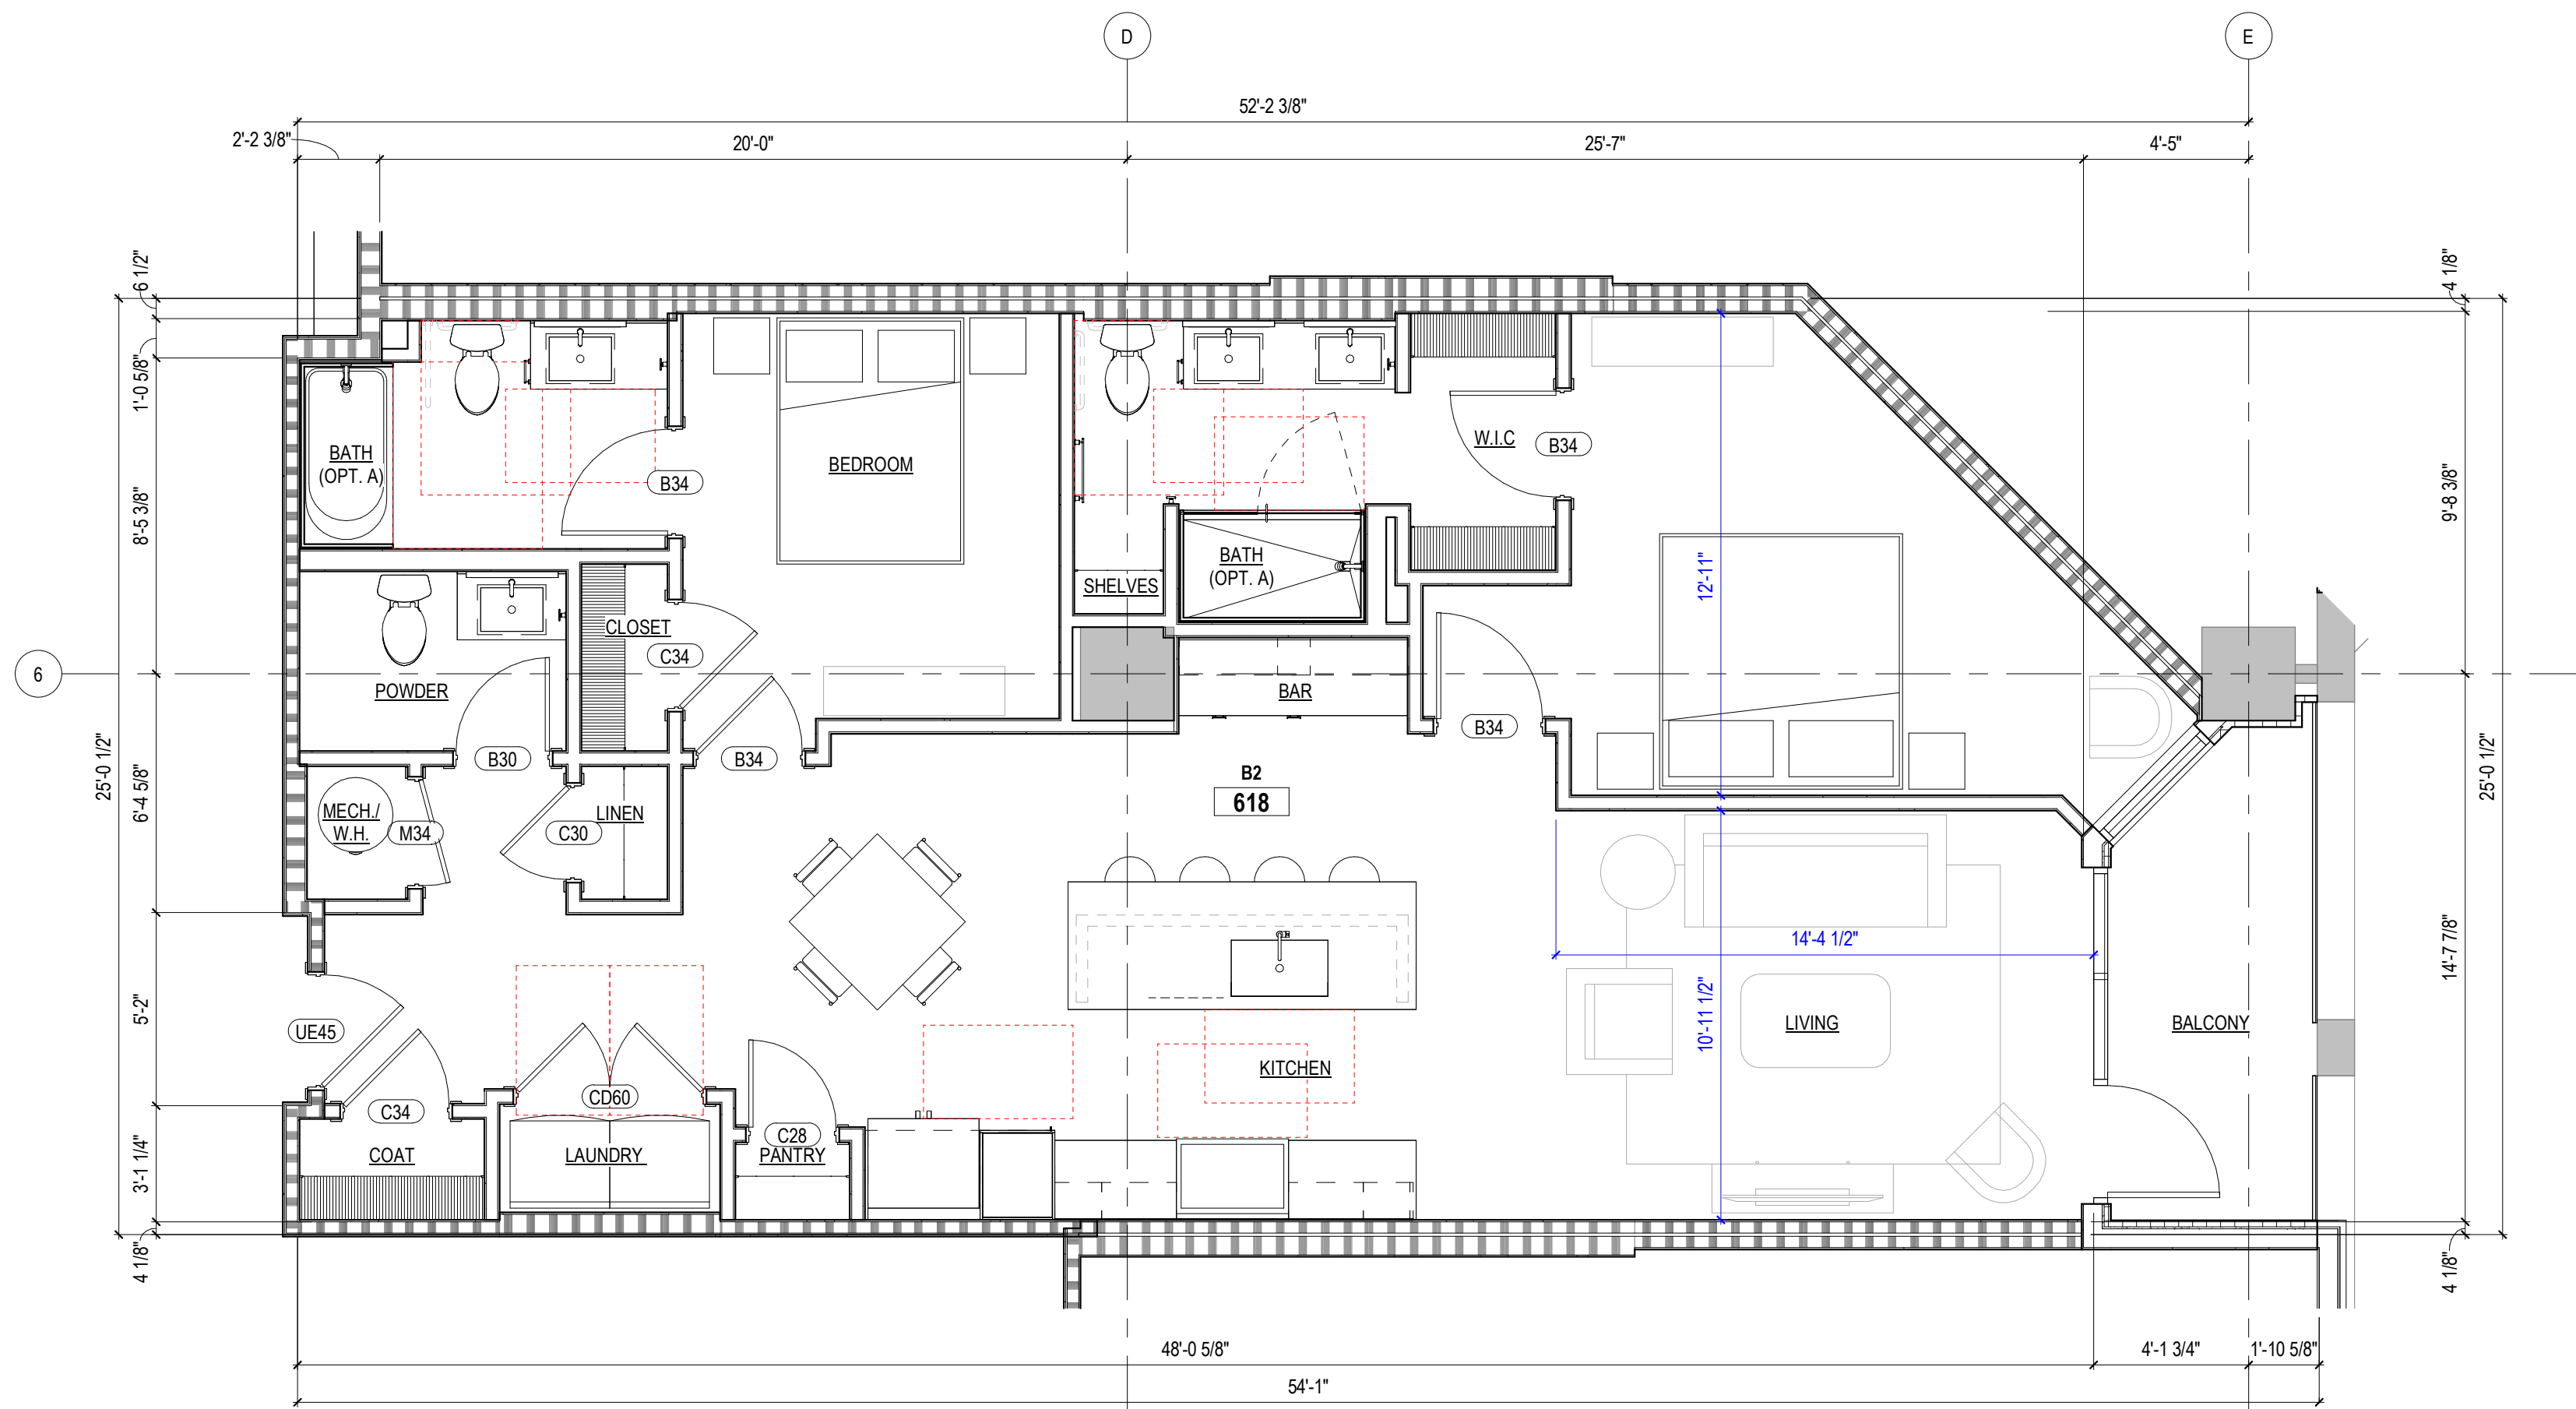 D
E
52'-2 3/8"
2'-2 3/8"
20'-0"
25'-7"
4'-5"
6 1/2"
4 1/8"
1'-0 5/8"
BATH
(OPT. A)
BEDROOM
W.I.C
B34
B34
8'-5 3/8"
9'-8 3/8"
12'-11"
BATH
(OPT. A)
SHELVES
CLOSET
C34
6
POWDER
BAR
B30
B34
B34
B2
618
25'-0 1/2"
25'-0 1/2"
6'-4 5/8"
MECH./
W.H.
M34
C30
LINEN
14'-4 1/2"
14'-7 7/8"
5'-2"
UE45
10'-11 1/2"
LIVING
BALCONY
KITCHEN
CD60
C34
C28
COAT
LAUNDRY
PANTRY
3'-1 1/4"
4 1/8"
4 1/8"
48'-0 5/8"
4'-1 3/4"
1'-10 5/8"
54'-1"